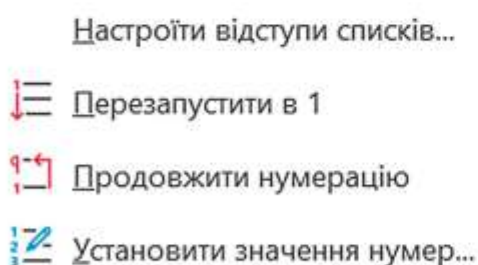 Настроїти відступи списків...
Перезапустити в 1
Продовжити нумерацію
Установити значення нумер...